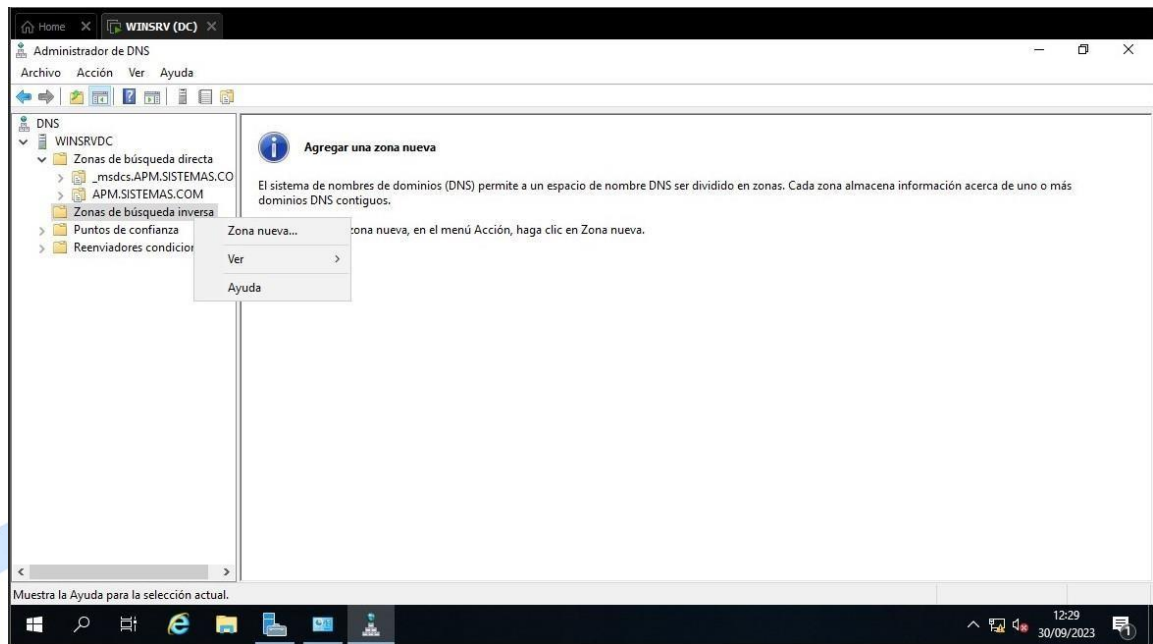 Home
WINSRV (DC)
Administrador de DNS
Archivo Acción Ver Ayuda
DNS
WINSRVDC
Zonas de búsqueda directa
_msdcs.APM.SISTEMAS.CO
APM.SISTEMAS.COM
Zonas de búsqueda inversa
Puntos de confianza
Reenviadores condicior
Zona nueva...
Ver
Ayuda
Agregar una zona nueva
El sistema de nombres de dominios (DNS) permite a un espacio de nombre DNS ser dividido en zonas. Cada zona almacena información acerca de uno o más
dominios DNS contiguos.
zona nueva, en el menú Acción, haga clic en Zona nueva.
Muestra la Ayuda para la selección actual.
12:29
30/09/2023
1